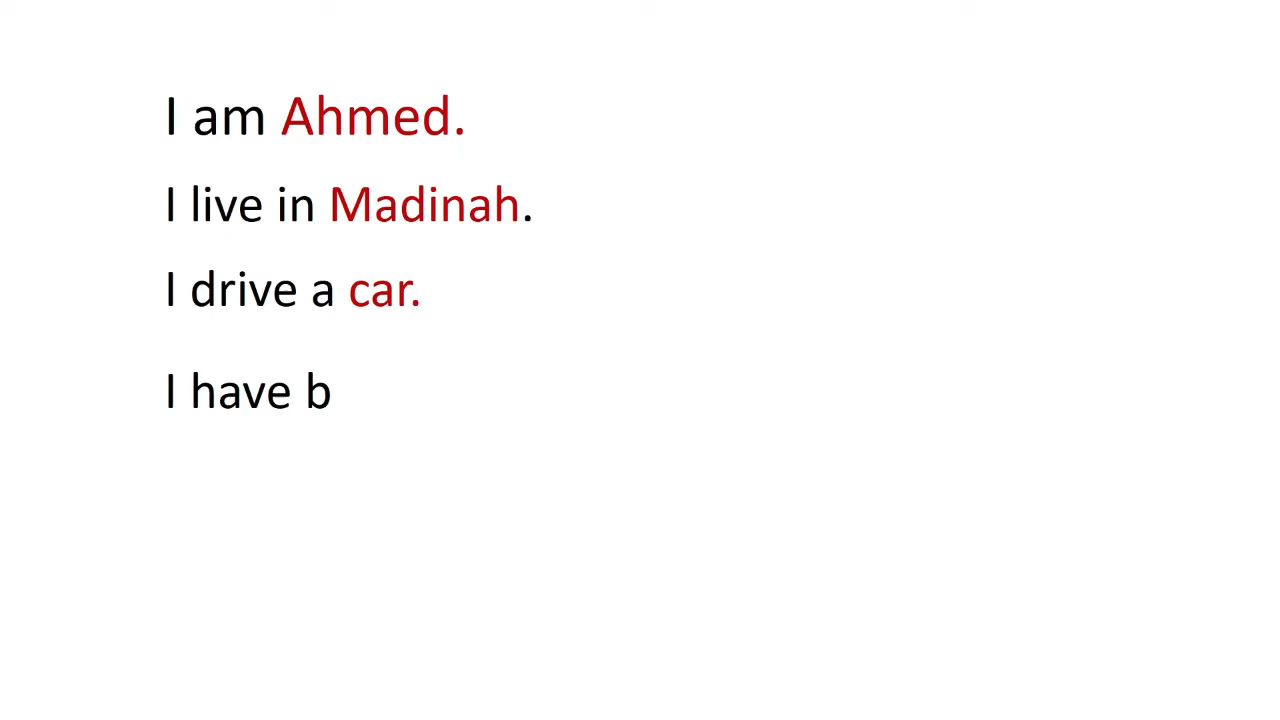 I am Ahmed.
I live in Madinah.
I drive a car.
I have b